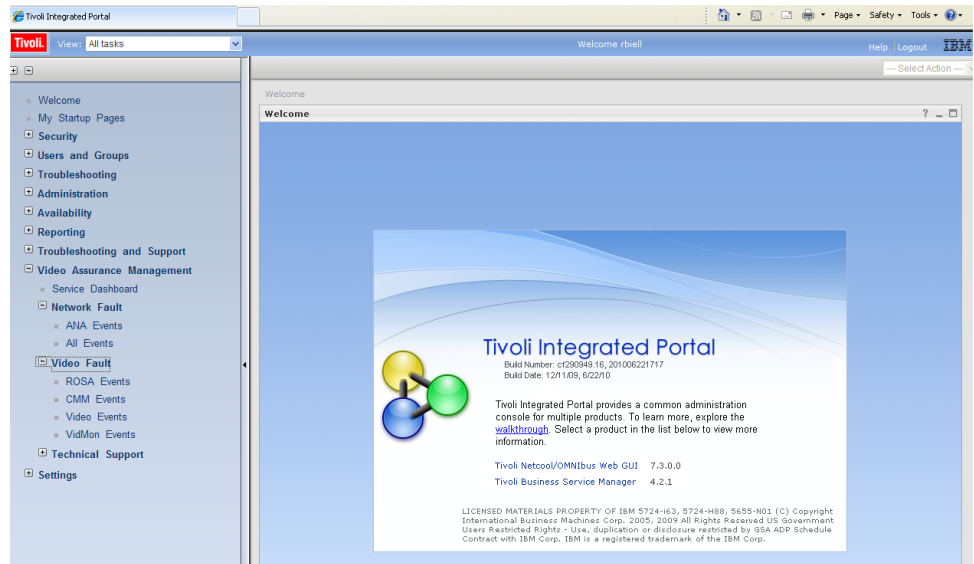 Tivoli Integrated Portal
Page Safety Tools
Tivoli. View: All tasks Welcome rbiell Help Logout IBM
— Select Action —
Welcome
My Startup Pages
Security
Users and Groups
Troubleshooting
Administration
Availability
Reporting
Troubleshooting and Support
Video Assurance Management
Service Dashboard
Network Fault
ANA Events
All Events
Video Fault
ROSA Events
CMM Events
Video Events
VidMon Events
Technical Support
Settings
Welcome
Welcome ?
Tivoli Integrated Portal
Build Number: cf290949.16, 201006221717
Build Date: 12/11/09, 6/22/10
Tivoli Integrated Portal provides a common administration
console for multiple products. To learn more, explore the
walkthrough. Select a product in the list below to view more
information.
Tivoli Netcool/OMNIbus Web GUI 7.3.0.0
Tivoli Business Service Manager 4.2.1
LICENSED MATERIALS PROPERTY OF IBM 5724-i63, 5724-H88, 5655-N01 (C) Copyright
International Business Machines Corp. 2005, 2009 All Rights Reserved US Government
Users Restricted Rights - Use, duplication or disclosure restricted by GSA ADP Schedule
Contract with IBM Corp. IBM is a registered trademark of the IBM Corp.